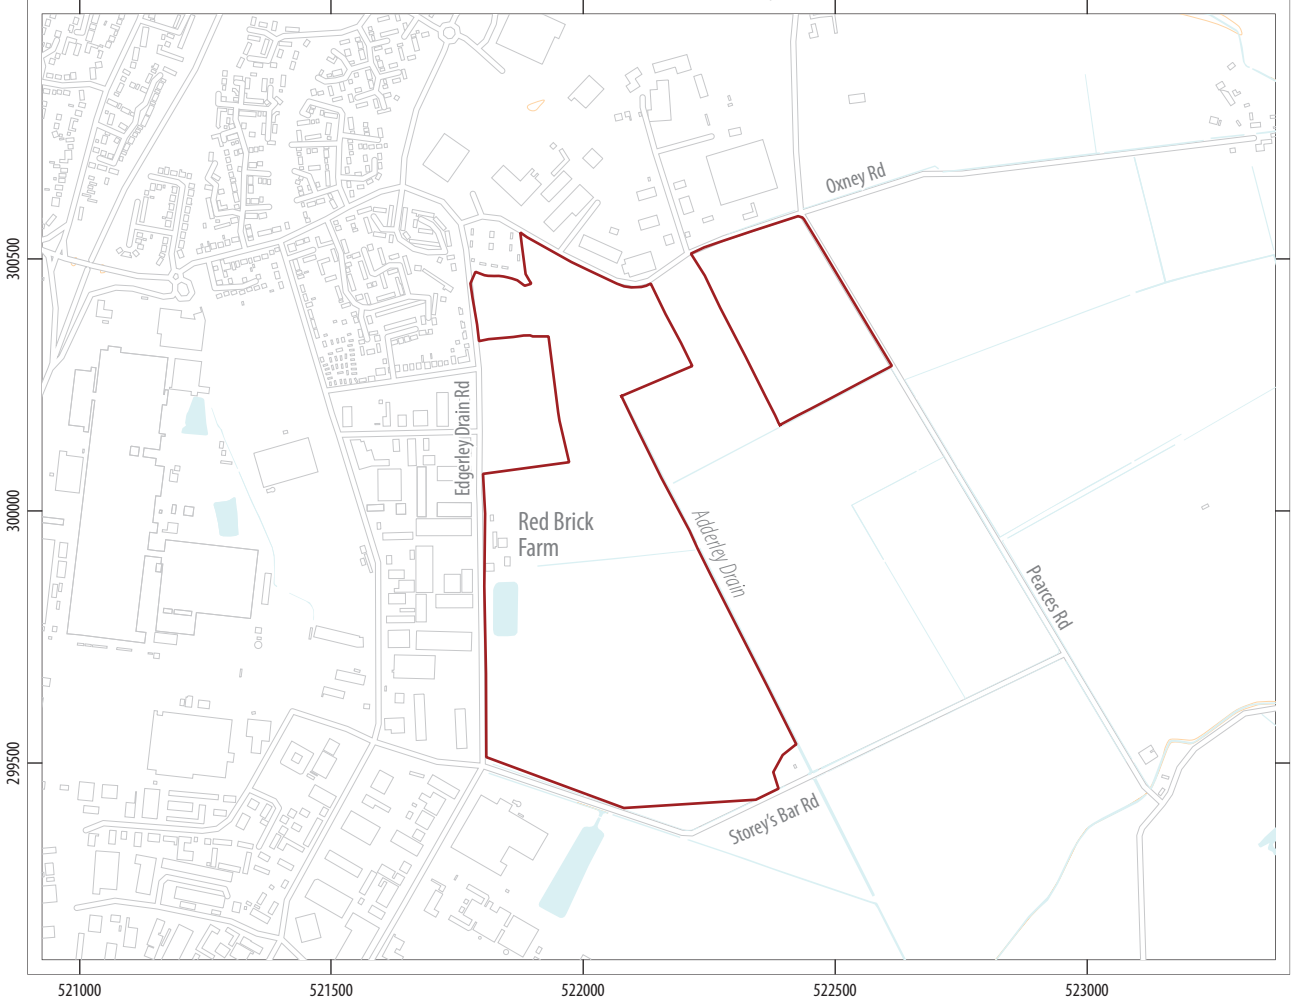 Oxney Rd
300500
Edgerley Drain Rd
300000
Red Brick
Farm
Adderley Drain
Pearces Rd
299500
Storey's Bar Rd
521000
521500
522000
522500
523000